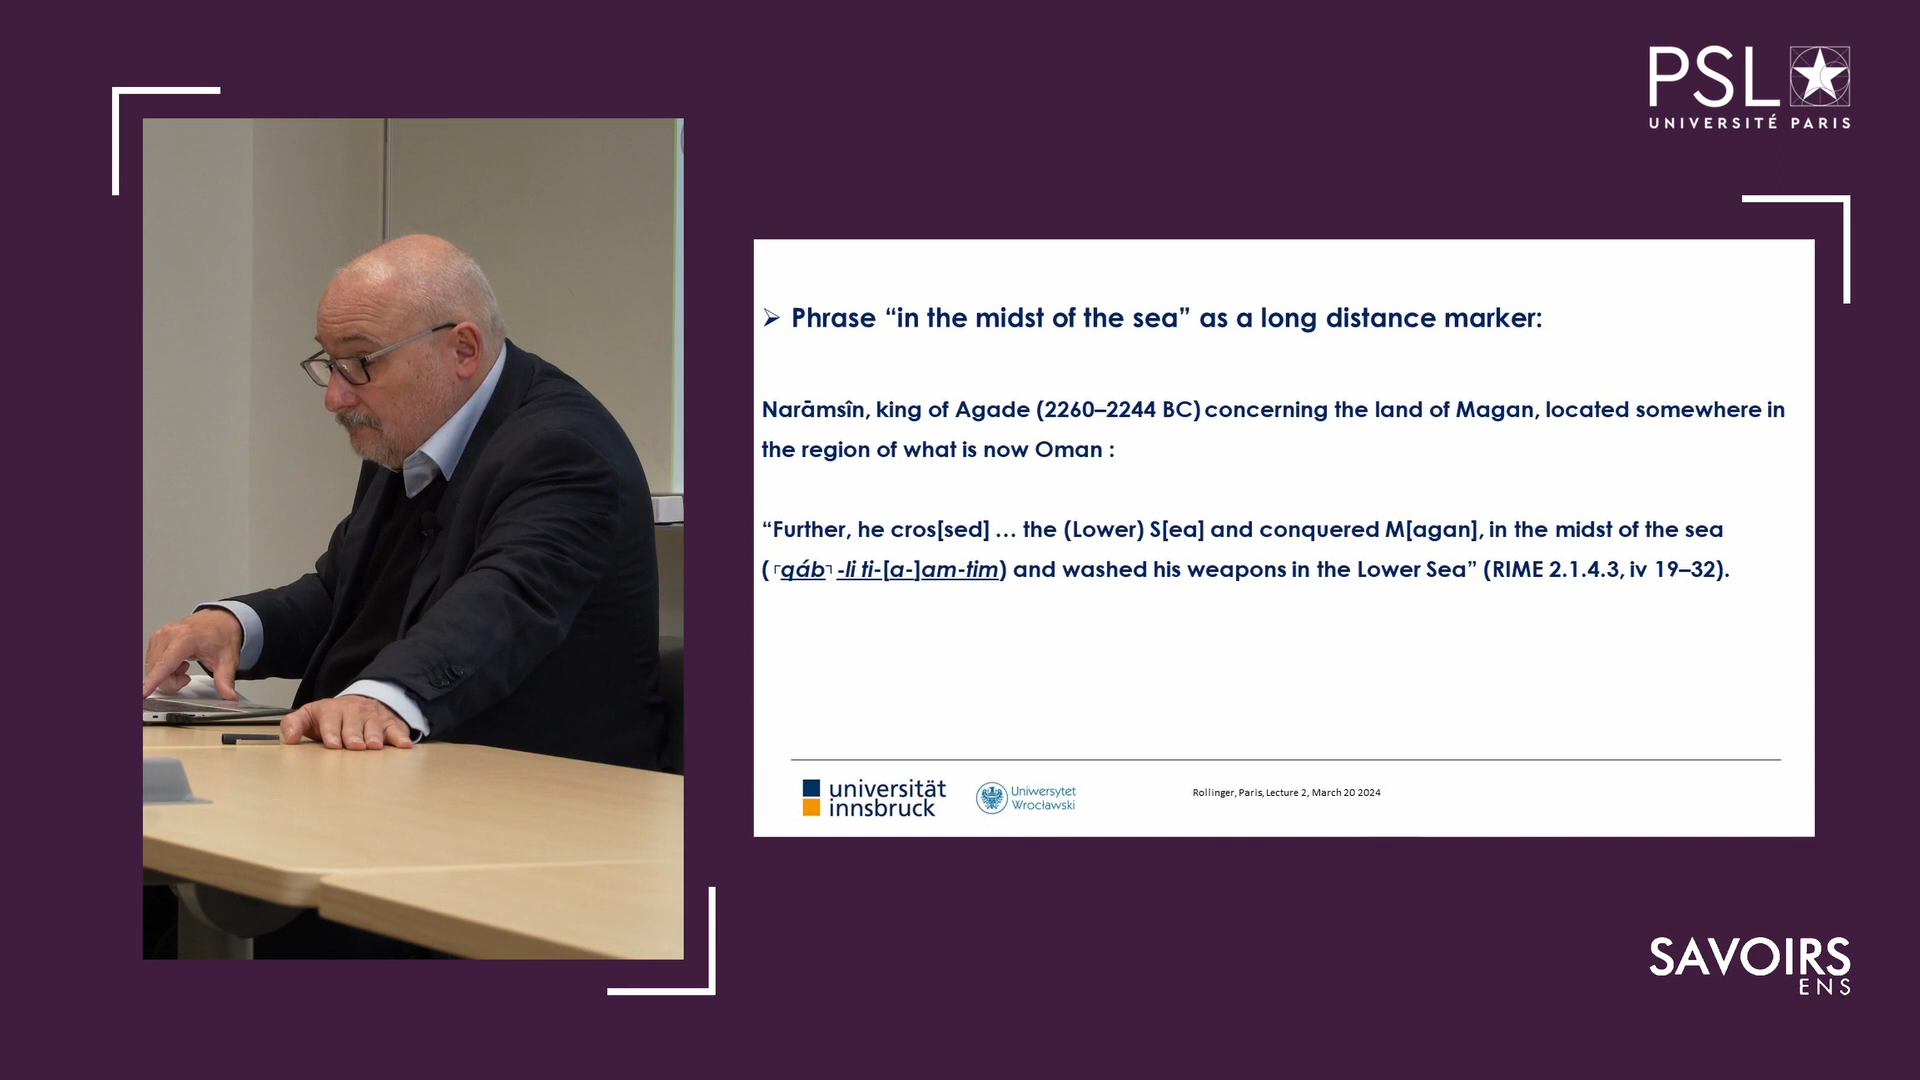 PSL
UNIVERSITÉ PARIS
➢ Phrase “in the midst of the sea” as a long distance marker:
Narāmsîn, king of Agade (2260–2244 BC) concerning the land of Magan, located somewhere in
the region of what is now Oman :
“Further, he cros[sed] … the (Lower) S[ea] and conquered M[agan], in the midst of the sea
(⌜qáb⌝ -li ti-[a-]am-tim) and washed his weapons in the Lower Sea” (RIME 2.1.4.3, iv 19–32).
universität
innsbruck
Uniwersytet
Wrocławski
Rollinger, Paris, Lecture 2, March 20 2024
SAVOIRS
ENS